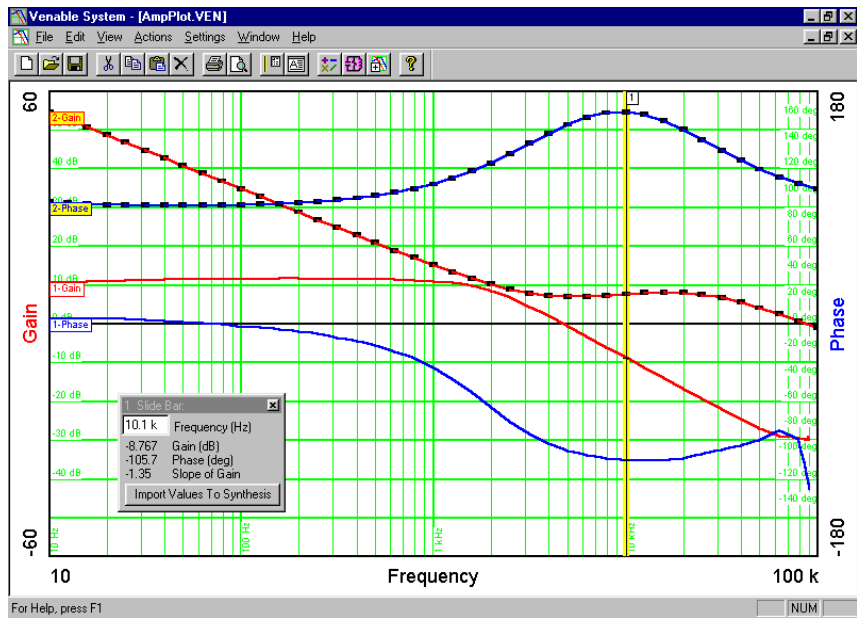 Venable System - [AmpPlot.VEN]
File Edit View Actions Settings Window Help
60
180
1
2-Gain
160 deg
140 deg
40 dB
120 deg
100 deg
2-Phase
80 deg
20 dB
60 deg
40 deg
1-Gain
10 dB
20 deg
0 dB
0 deg
1-Phase
-20 deg
-10 dB
-40 deg
Gain
Phase
-20 dB
-80 deg
-30 dB
-100 deg
-40 dB
-120 deg
-140 deg
1 Slide Bar:
10.1 k Frequency (Hz)
-8.767 Gain (dB)
-105.7 Phase (deg)
-1.35 Slope of Gain
Import Values To Synthesis
10 Hz
100 Hz
1 kHz
10 kHz
-60
-180
10
Frequency
100 k
For Help, press F1
NUM